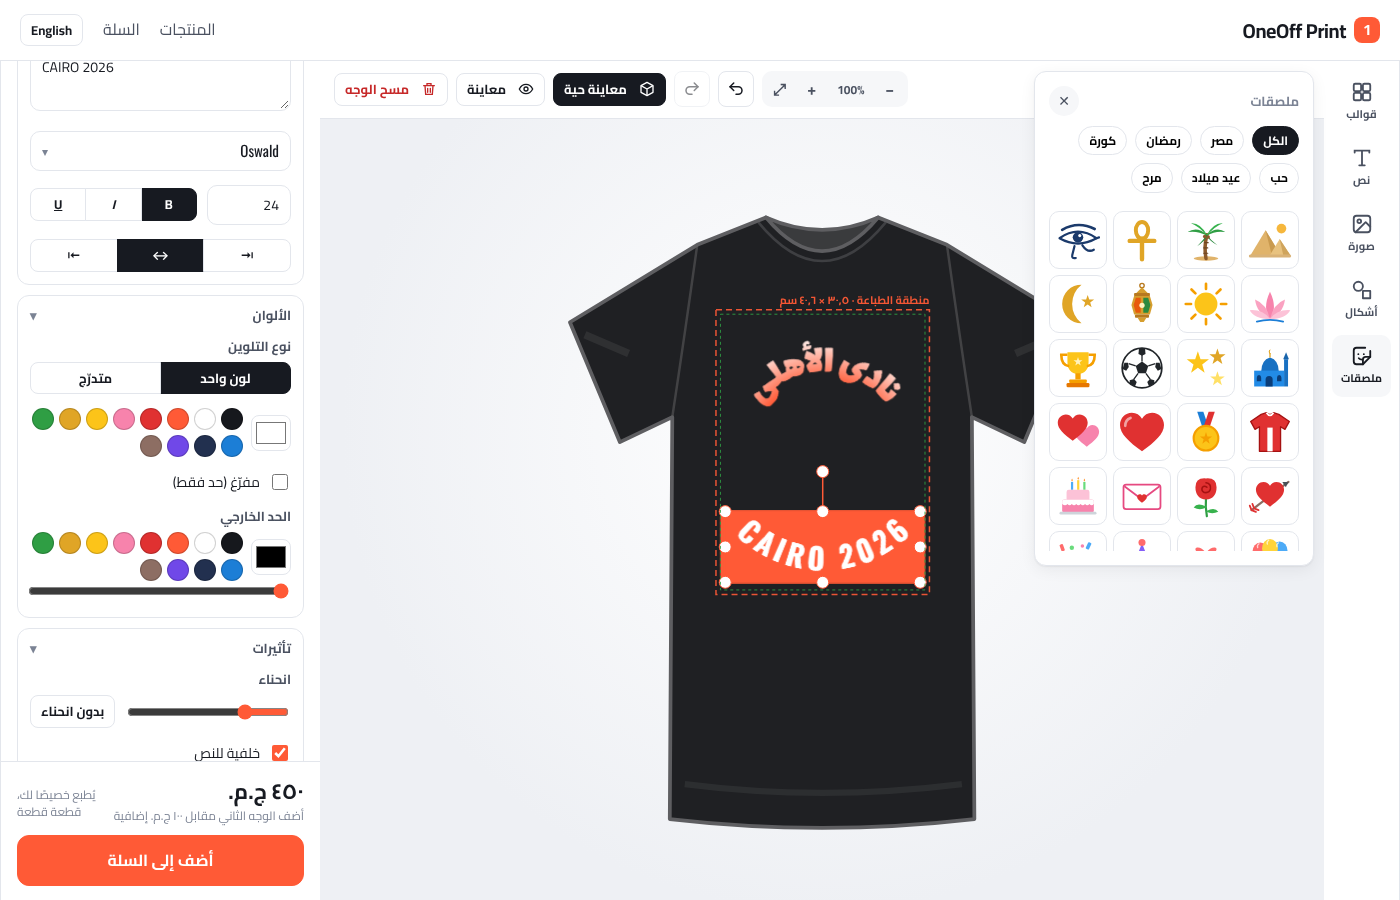 1 OneOff Print
المنتجات
السلة
English
قوالب
نص
صورة
أشكال
ملصقات
ملصقات
الكل
مصر
رمضان
كورة
حب
عيد ميلاد
مرح
100%
معاينة حية
معاينة
مسح الوجه
منطقة الطباعة · ٣٠,٥ × ٤٠,٦ سم
نادى الأهلي
CAIRO 2026
CAIRO 2026
Oswald
24
B I U
الألوان
نوع التلوين
لون واحد
متدرّج
مفرّغ (حد فقط)
الحد الخارجي
تأثيرات
انحناء
بدون انحناء
خلفية للنص
٤٥٠ ج.م.
أضف الوجه الثاني مقابل ١٠٠ ج.م. إضافية
يُطبع خصيصًا لك،
قطعة قطعة
أضف إلى السلة